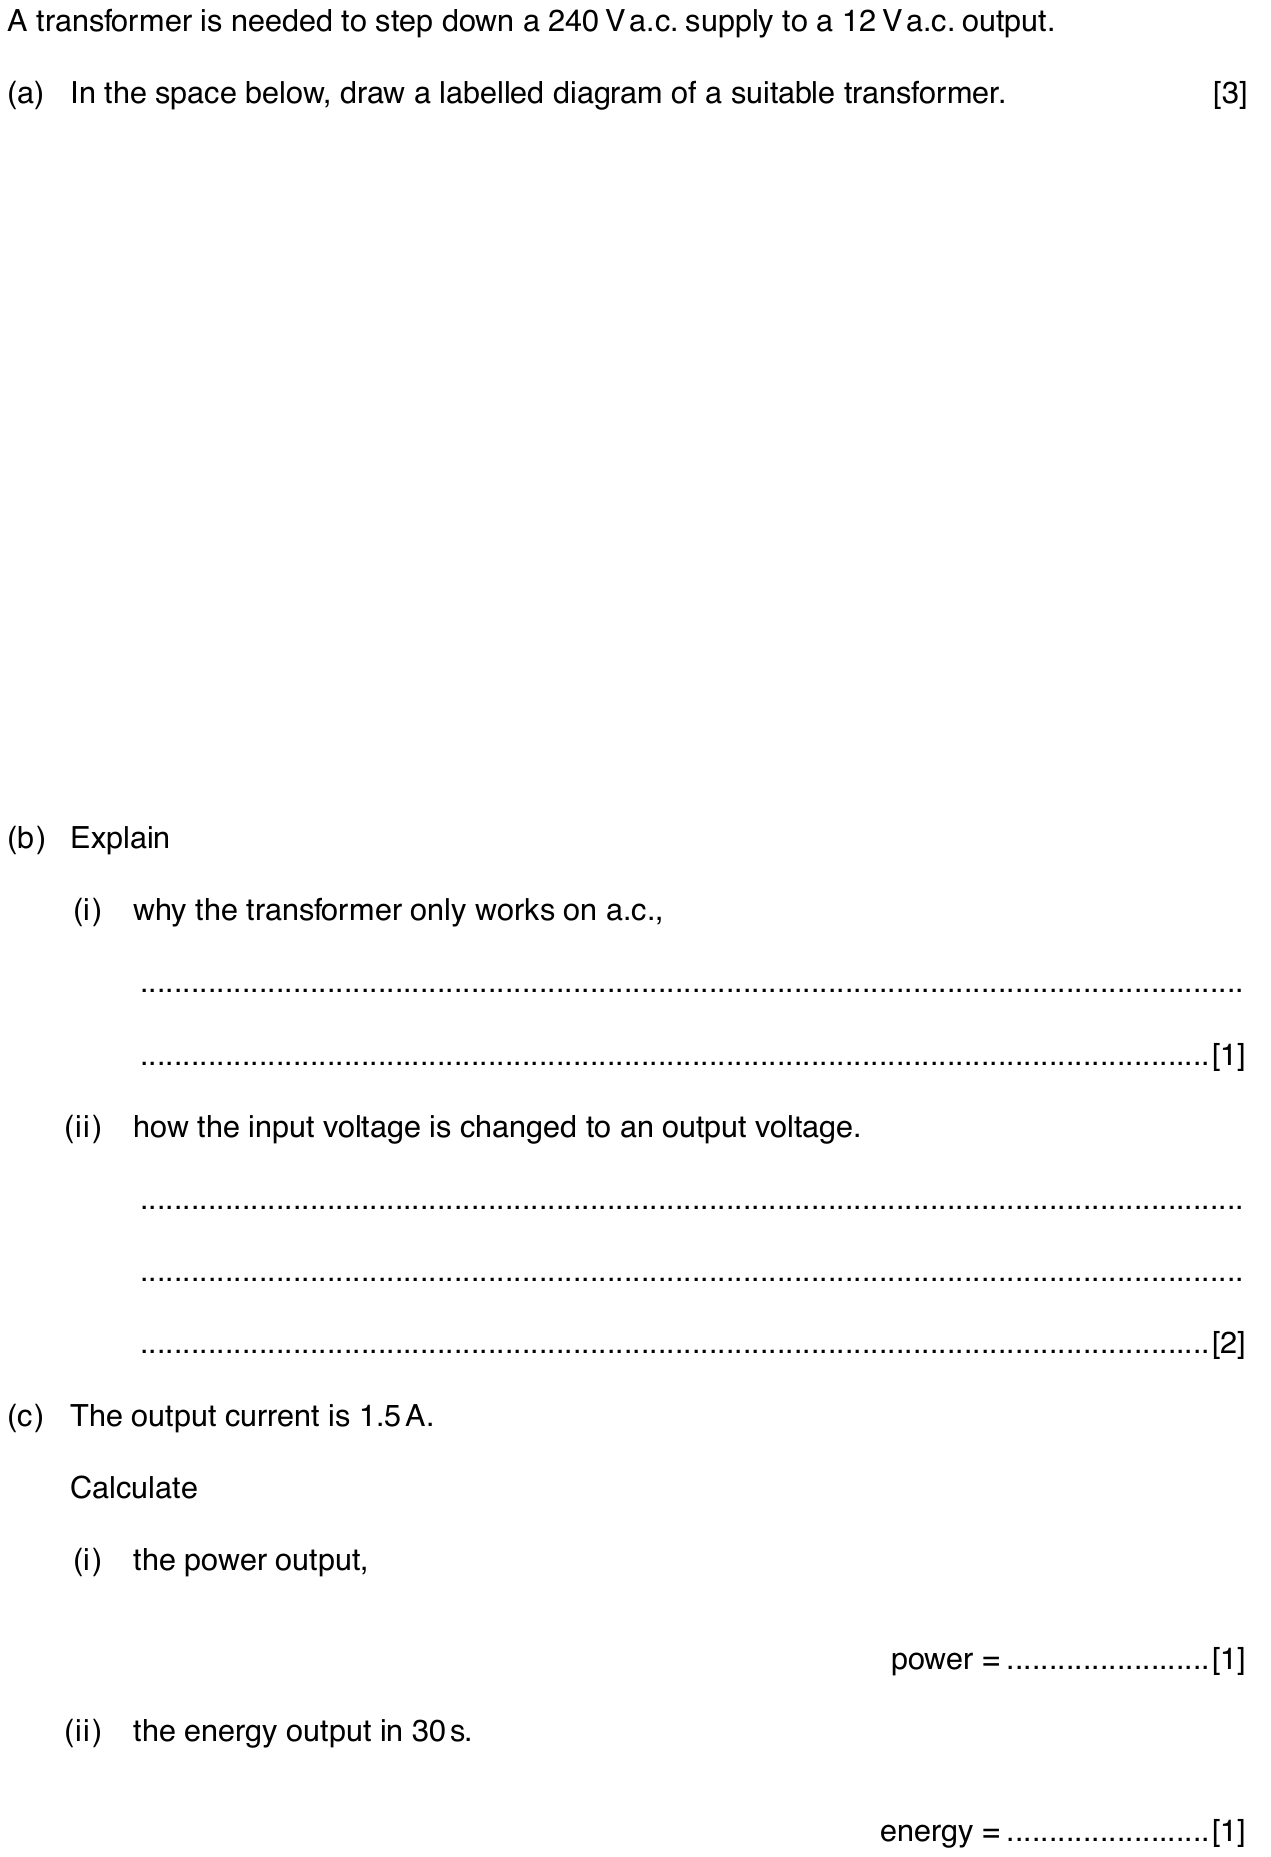 A transformer is needed to step down a 240 V a.c. supply to a 12 V a.c. output.
(a) In the space below, draw a labelled diagram of a suitable transformer. [3]
(b) Explain
(i) why the transformer only works on a.c.,
..........................................................................................................................................
......................................................................................................................................[1]
(ii) how the input voltage is changed to an output voltage.
..........................................................................................................................................
..........................................................................................................................................
......................................................................................................................................[2]
(c) The output current is 1.5 A.
Calculate
(i) the power output,
power = ........................[1]
(ii) the energy output in 30 s.
energy = ........................[1]